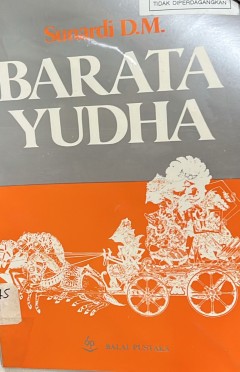 TIDAK DIPERDAGANGKAN
Sunardi D.M.
BARATA
YUDHA
BALAI PUSTAKA